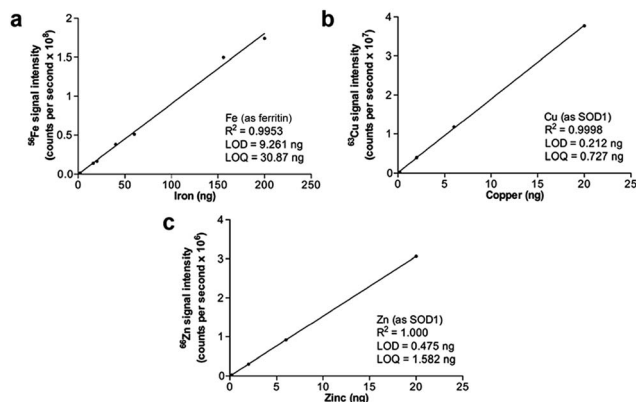 a
⁵⁶Fe signal intensity
(counts per second x 10⁸)
2.0
1.5
1.0
0.5
0.0
Fe (as ferritin)
R² = 0.9953
LOD = 9.261 ng
LOQ = 30.87 ng
0 50 100 150 200 250
Iron (ng)
b
⁶³Cu signal intensity
(counts per second x 10⁷)
4
3
2
1
0
Cu (as SOD1)
R² = 0.9998
LOD = 0.212 ng
LOQ = 0.727 ng
0 5 10 15 20 25
Copper (ng)
c
⁶⁶Zn signal intensity
(counts per second x 10⁶)
4
3
2
1
0
Zn (as SOD1)
R² = 1.000
LOD = 0.475 ng
LOQ = 1.582 ng
0 5 10 15 20 25
Zinc (ng)